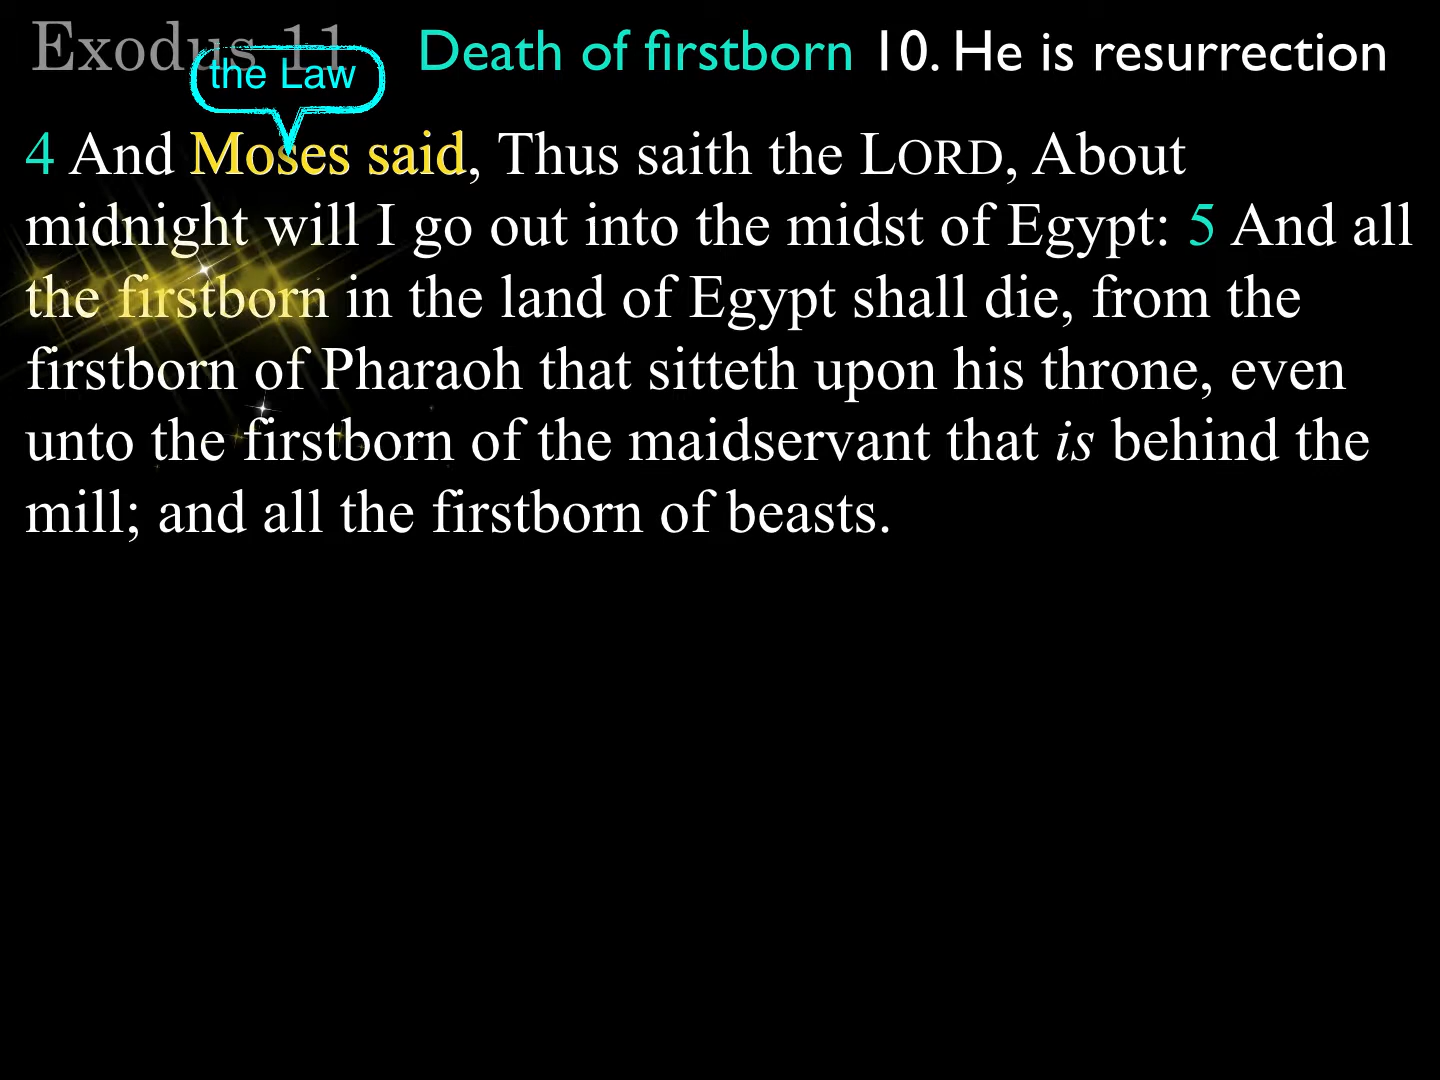 Exodus 11 Death of firstborn 10. He is resurrection
the Law
4 And Moses said, Thus saith the LORD, About
midnight will I go out into the midst of Egypt: 5 And all
the firstborn in the land of Egypt shall die, from the
firstborn of Pharaoh that sitteth upon his throne, even
unto the firstborn of the maidservant that is behind the
mill; and all the firstborn of beasts.